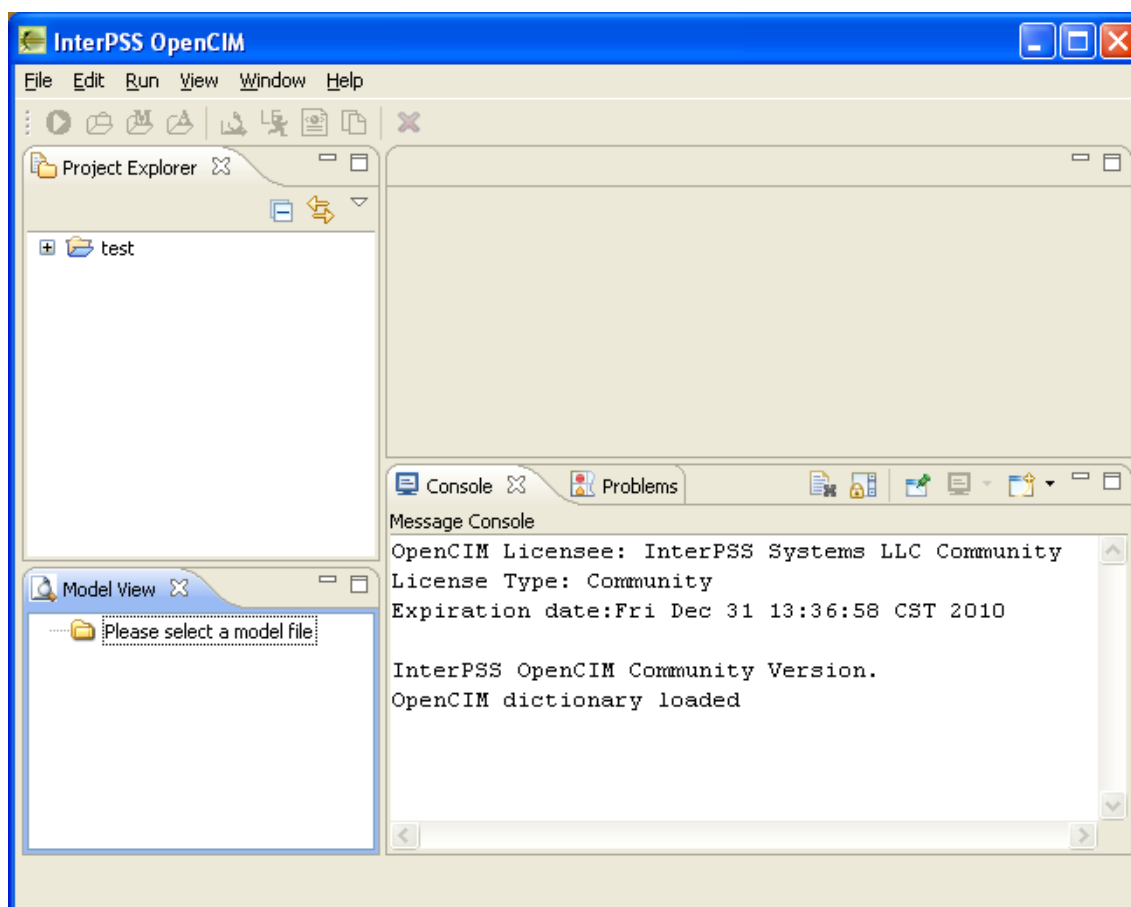 InterPSS OpenCIM
File Edit Run View Window Help
Project Explorer
test
Model View
Please select a model file
Console Problems
Message Console
OpenCIM Licensee: InterPSS Systems LLC Community
License Type: Community
Expiration date:Fri Dec 31 13:36:58 CST 2010
InterPSS OpenCIM Community Version.
OpenCIM dictionary loaded